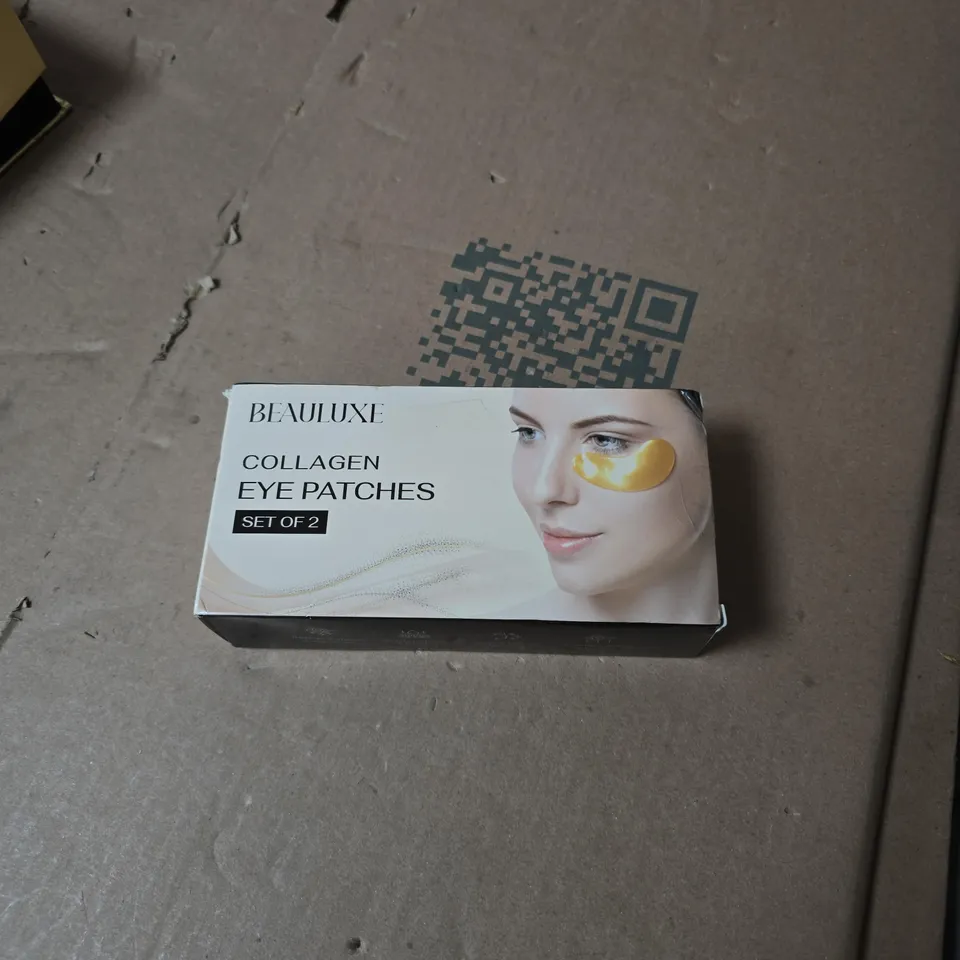 BEAULUXE
COLLAGEN
EYE PATCHES
SET OF 2